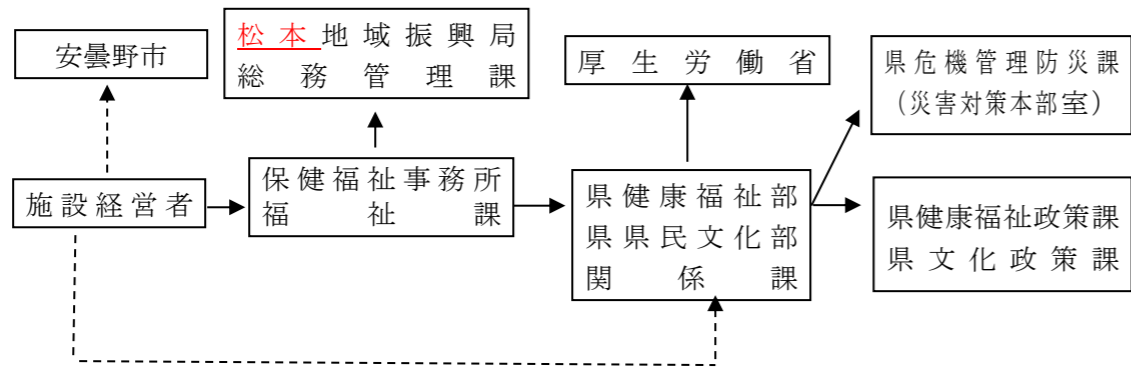 安曇野市
松本地域振興局
総務管理課
厚生労働省
県危機管理防災課
（災害対策本部室）
施設経営者
保健福祉事務所
福祉課
県健康福祉部
県県民文化部
関係課
県健康福祉政策課
県文化政策課